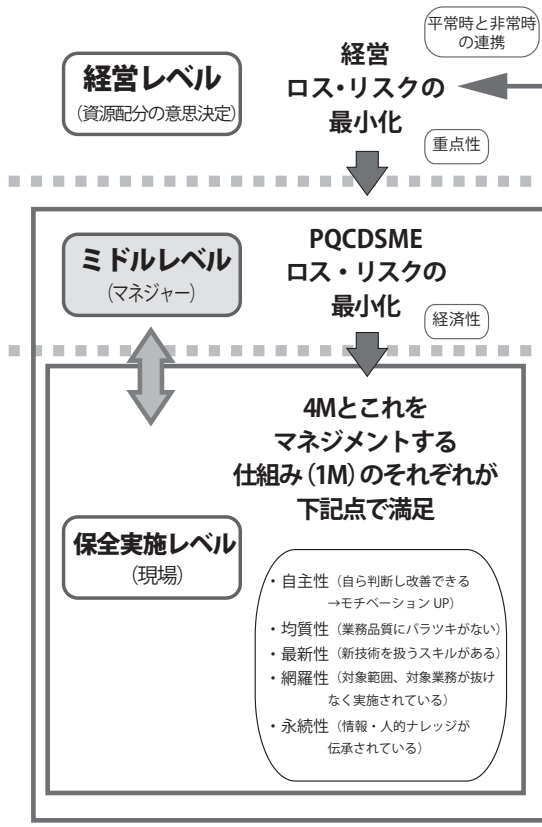 平常時と非常時
の連携
経営レベル
（資源配分の意思決定）
経営
ロス・リスクの
最小化
重点性
ミドルレベル
（マネジャー）
PQCDSME
ロス・リスクの
最小化
経済性
4Mとこれを
マネジメントする
仕組み（1M）のそれぞれが
下記点で満足
保全実施レベル
（現場）
・自主性（自ら判断し改善できる
→モチベーション UP）
・均質性（業務品質にバラツキがない）
・最新性（新技術を扱うスキルがある）
・網羅性（対象範囲、対象業務が抜け
なく実施されている）
・永続性（情報・人的ナレッジが
伝承されている）